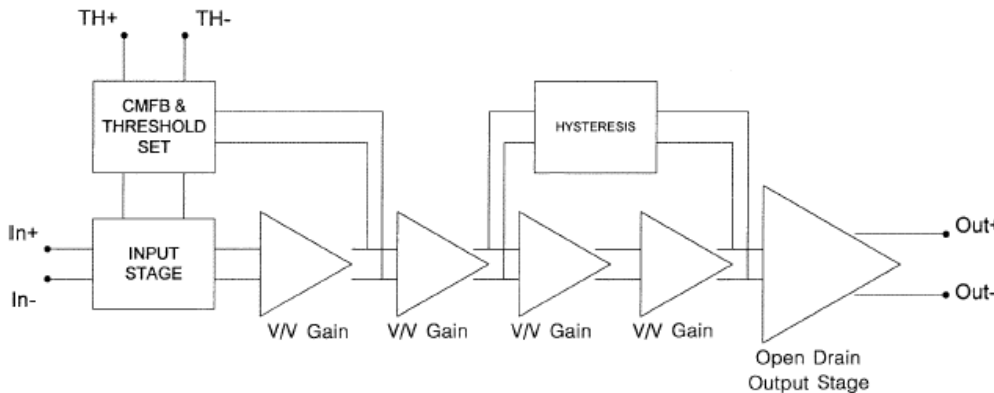 TH+ TH-
CMFB &
THRESHOLD
SET
HYSTERESIS
In+
In-
INPUT
STAGE
Out+
Out-
V/V Gain V/V Gain V/V Gain V/V Gain
Open Drain
Output Stage